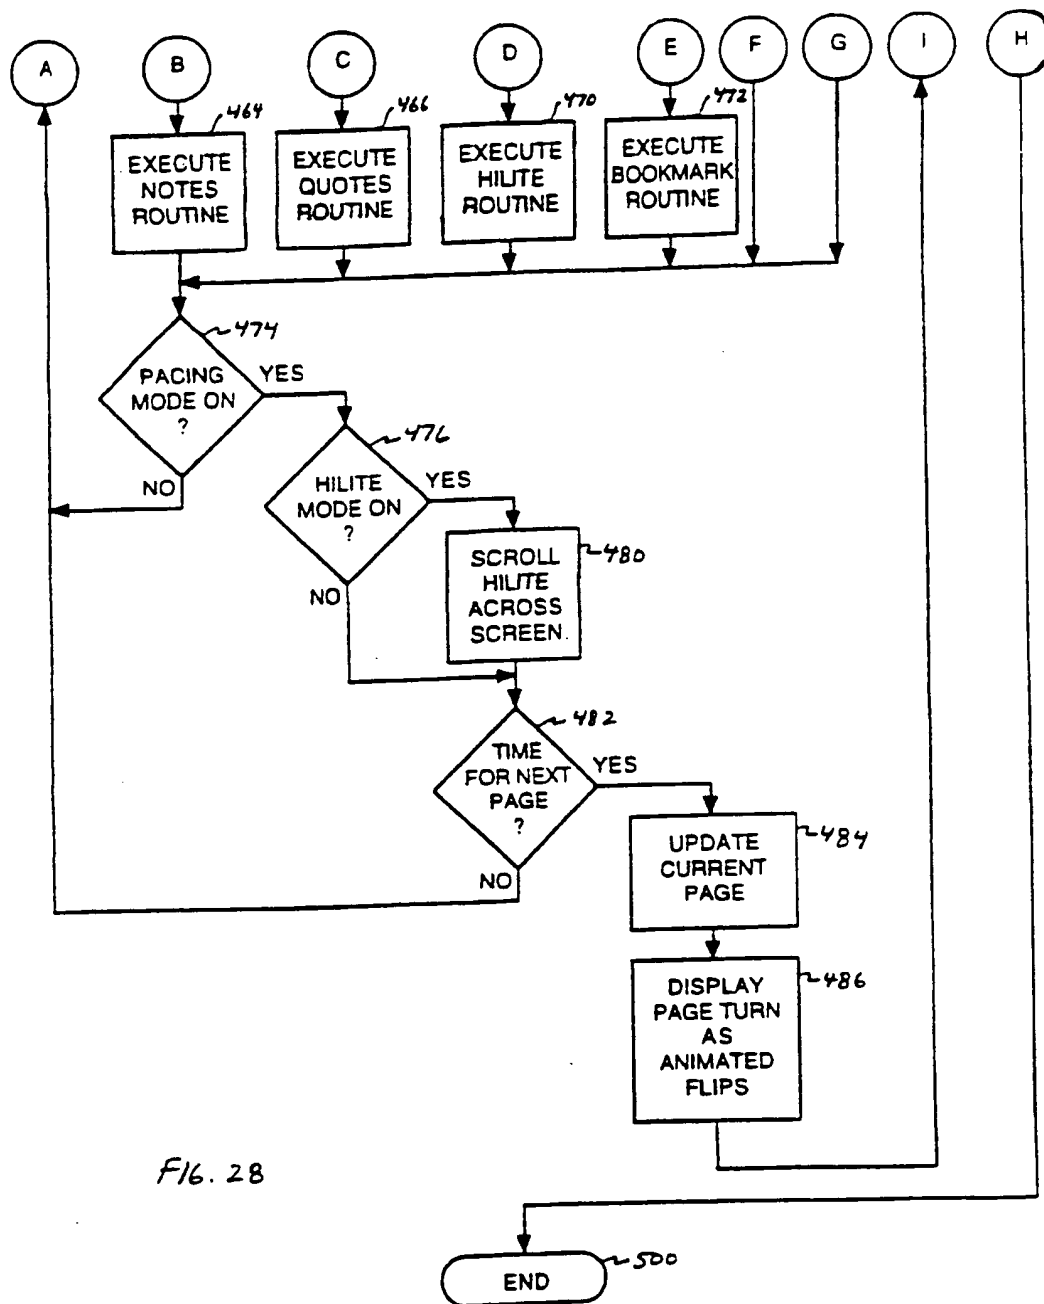 A
B
C
D
E
F
G
I
H
464
466
470
472
EXECUTE
NOTES
ROUTINE
EXECUTE
QUOTES
ROUTINE
EXECUTE
HILITE
ROUTINE
EXECUTE
BOOKMARK
ROUTINE
474
PACING
MODE ON
?
YES
NO
476
HILITE
MODE ON
?
YES
NO
480
SCROLL
HILITE
ACROSS
SCREEN.
482
TIME
FOR NEXT
PAGE
?
YES
NO
484
UPDATE
CURRENT
PAGE
486
DISPLAY
PAGE TURN
AS
ANIMATED
FLIPS
FIG. 28
500
END